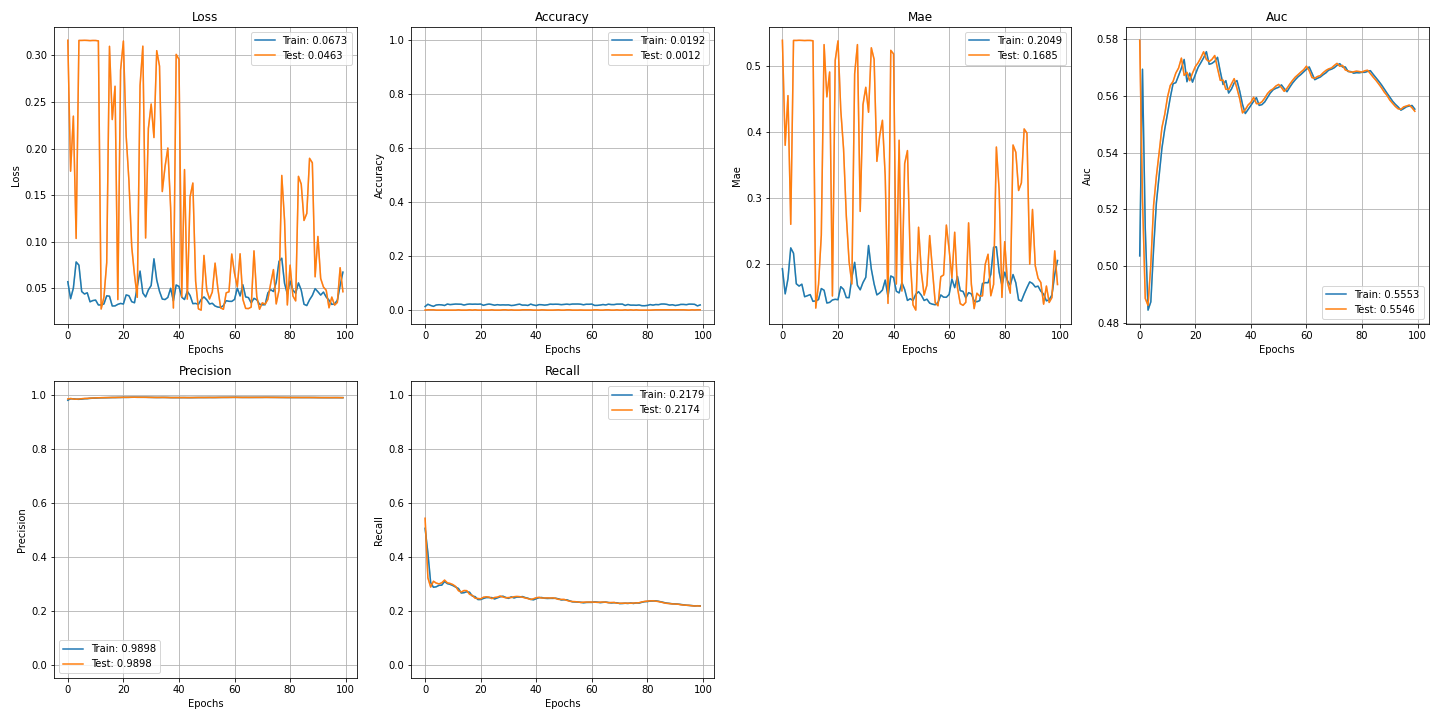 Loss
Train: 0.0673
Test: 0.0463
0.30
0.25
0.20
0.15
0.10
0.05
Loss
0 20 40 60 80 100
Epochs
Accuracy
Train: 0.0192
Test: 0.0012
1.0
0.8
0.6
0.4
0.2
0.0
Accuracy
0 20 40 60 80 100
Epochs
Mae
Train: 0.2049
Test: 0.1685
0.5
0.4
0.3
0.2
Mae
0 20 40 60 80 100
Epochs
Auc
0.58
0.56
0.54
0.52
0.50
0.48
Auc
Train: 0.5553
Test: 0.5546
0 20 40 60 80 100
Epochs
Precision
1.0
0.8
0.6
0.4
0.2
0.0
Precision
Train: 0.9898
Test: 0.9898
0 20 40 60 80 100
Epochs
Recall
Train: 0.2179
Test: 0.2174
1.0
0.8
0.6
0.4
0.2
0.0
Recall
0 20 40 60 80 100
Epochs